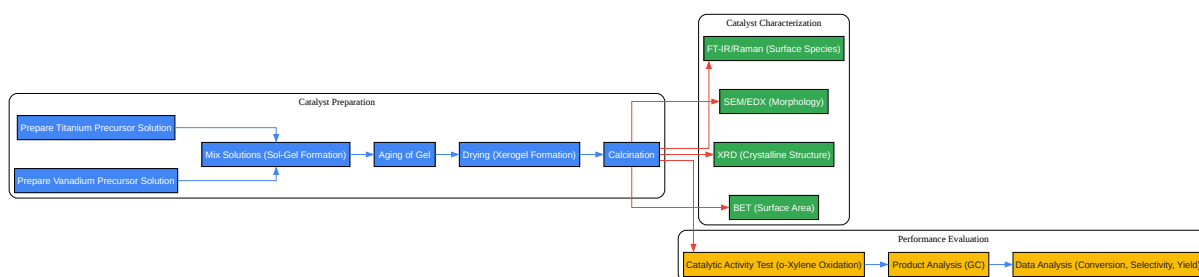 Catalyst Characterization
FT-IR/Raman (Surface Species)
SEM/EDX (Morphology)
XRD (Crystalline Structure)
BET (Surface Area)
Catalyst Preparation
Prepare Titanium Precursor Solution
Prepare Vanadium Precursor Solution
Mix Solutions (Sol-Gel Formation)
Aging of Gel
Drying (Xerogel Formation)
Calcination
Performance Evaluation
Catalytic Activity Test (o-Xylene Oxidation)
Product Analysis (GC)
Data Analysis (Conversion, Selectivity, Yield)